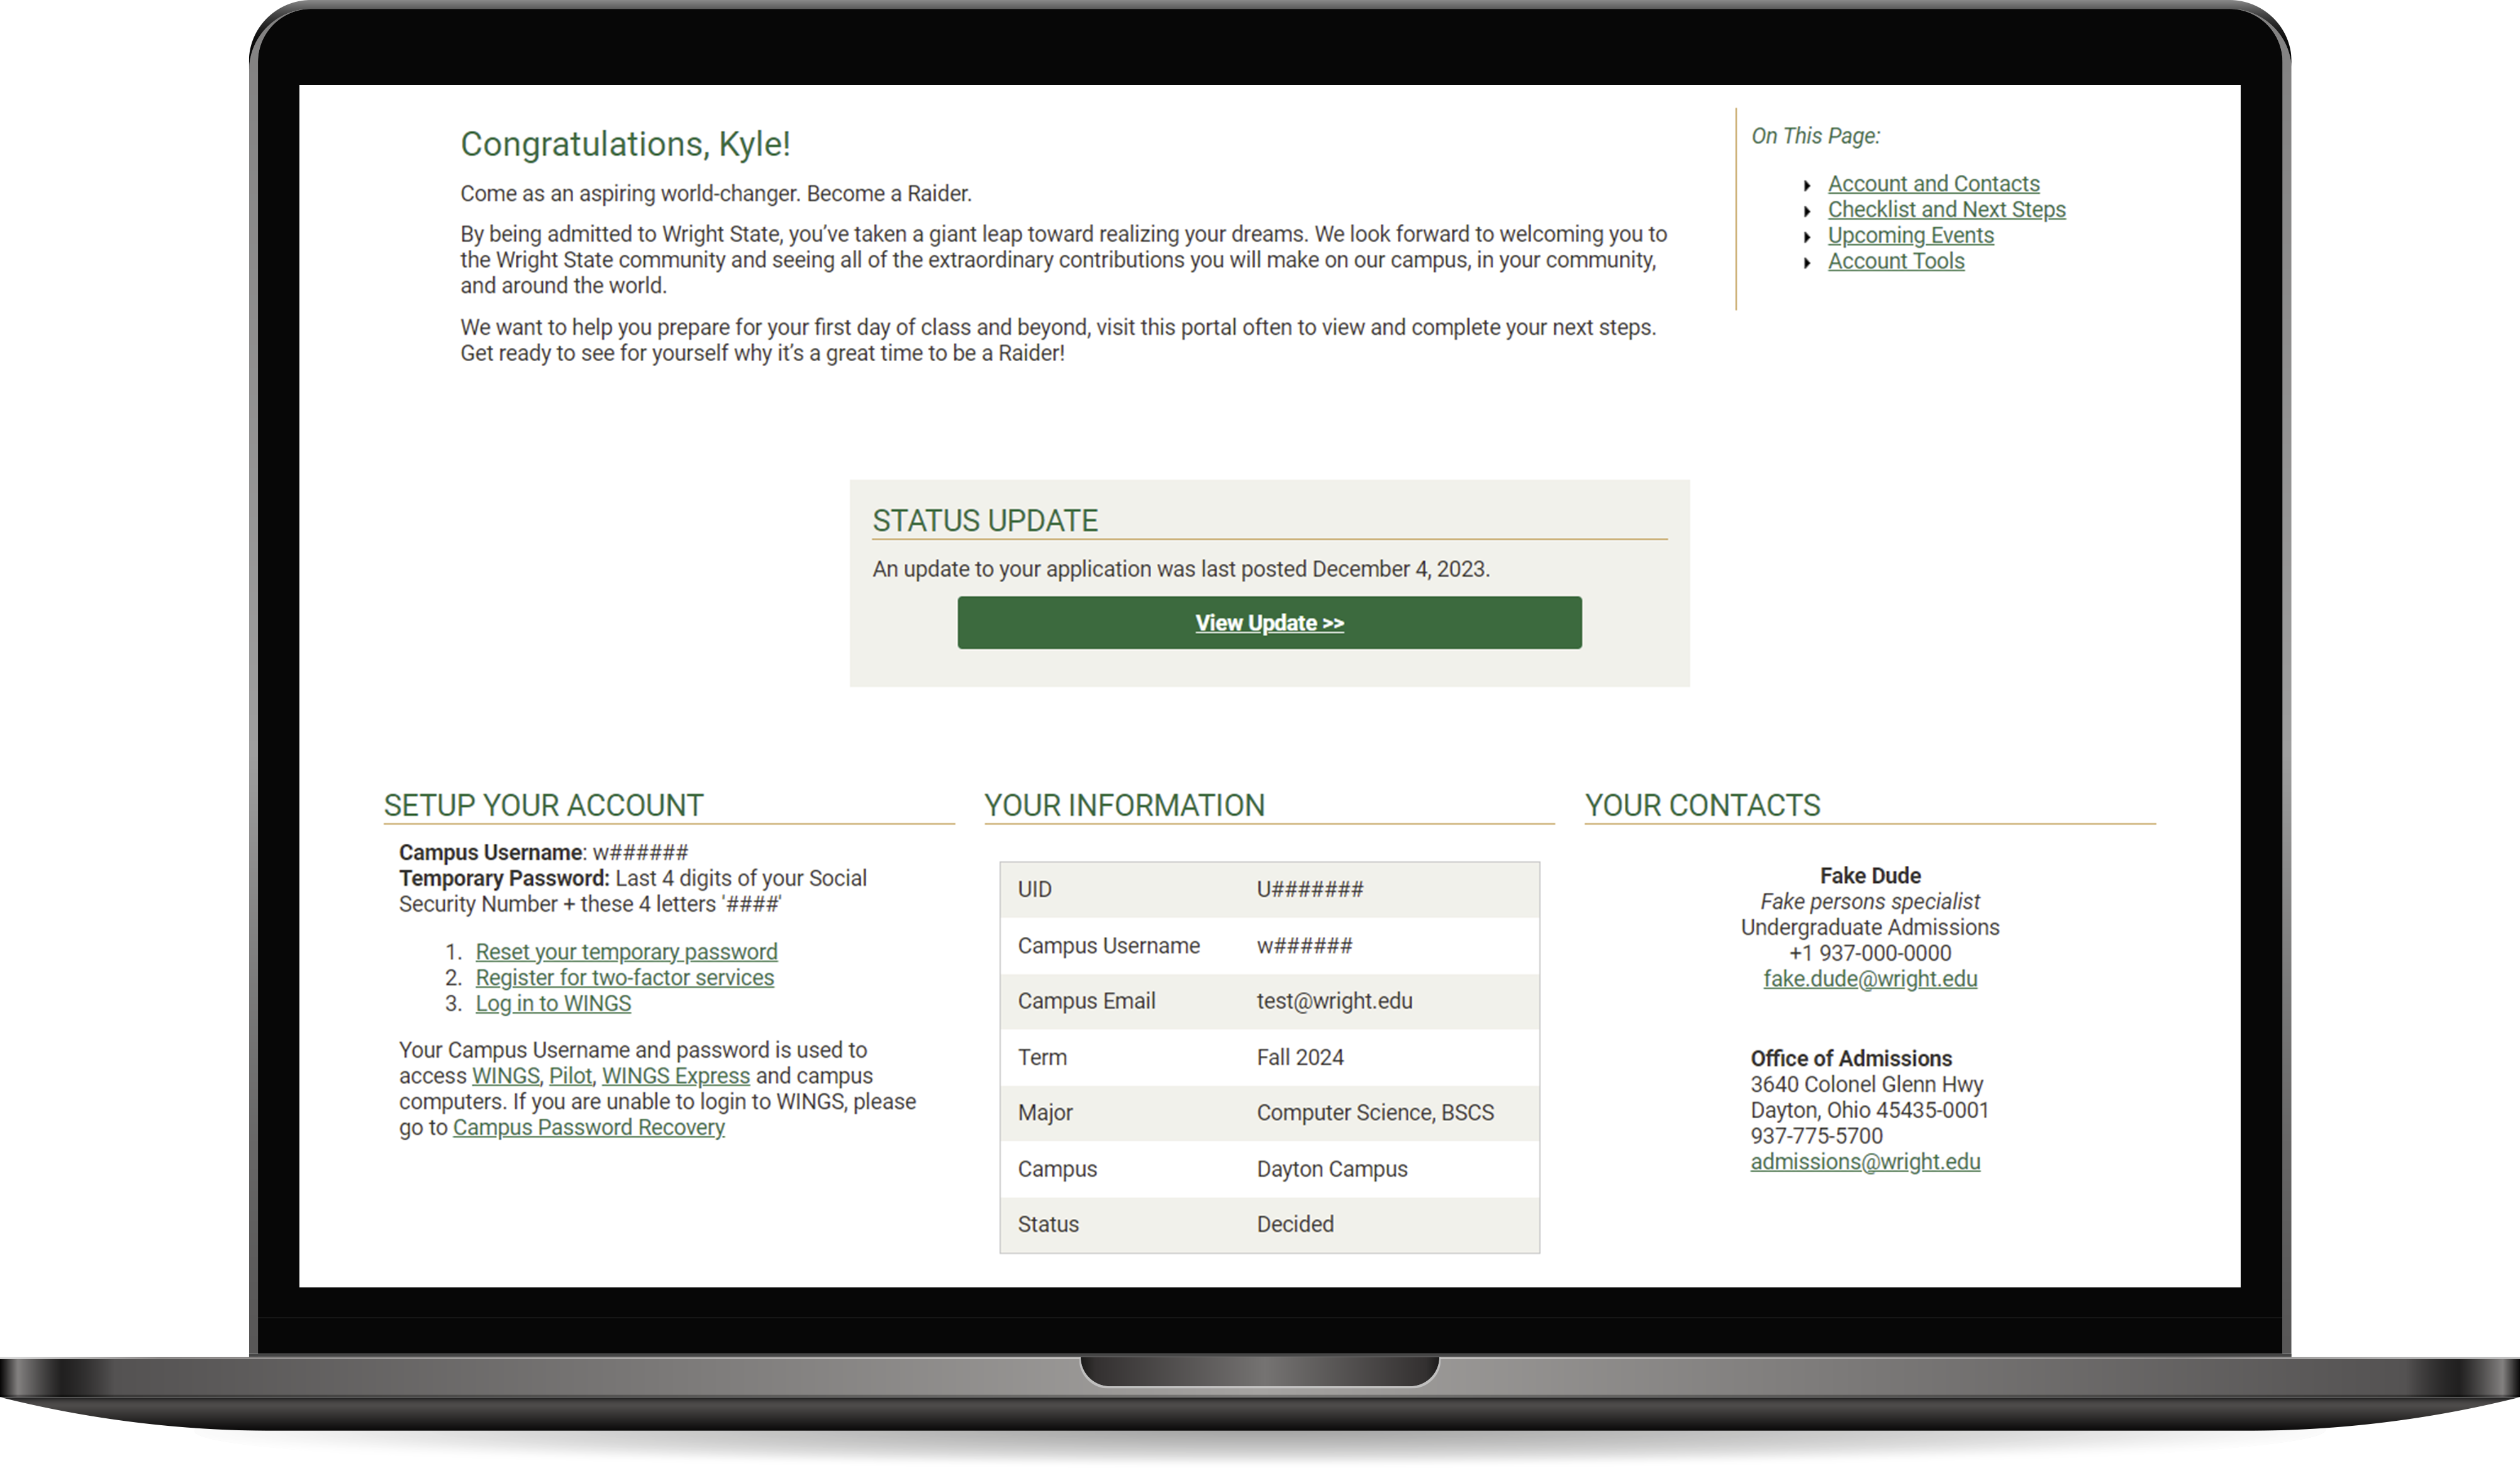 Congratulations, Kyle!
Come as an aspiring world-changer. Become a Raider.
By being admitted to Wright State, you’ve taken a giant leap toward realizing your dreams. We look forward to welcoming you to
the Wright State community and seeing all of the extraordinary contributions you will make on our campus, in your community,
and around the world.
We want to help you prepare for your first day of class and beyond, visit this portal often to view and complete your next steps.
Get ready to see for yourself why it’s a great time to be a Raider!
On This Page:
Account and Contacts
Checklist and Next Steps
Upcoming Events
Account Tools
STATUS UPDATE
An update to your application was last posted December 4, 2023.
View Update >>
SETUP YOUR ACCOUNT
Campus Username: w######
Temporary Password: Last 4 digits of your Social
Security Number + these 4 letters '####'
1. Reset your temporary password
2. Register for two-factor services
3. Log in to WINGS
Your Campus Username and password is used to
access WINGS, Pilot, WINGS Express and campus
computers. If you are unable to login to WINGS, please
go to Campus Password Recovery
YOUR INFORMATION
UID U#######
Campus Username w######
Campus Email test@wright.edu
Term Fall 2024
Major Computer Science, BSCS
Campus Dayton Campus
Status Decided
YOUR CONTACTS
Fake Dude
Fake persons specialist
Undergraduate Admissions
+1 937-000-0000
fake.dude@wright.edu
Office of Admissions
3640 Colonel Glenn Hwy
Dayton, Ohio 45435-0001
937-775-5700
admissions@wright.edu